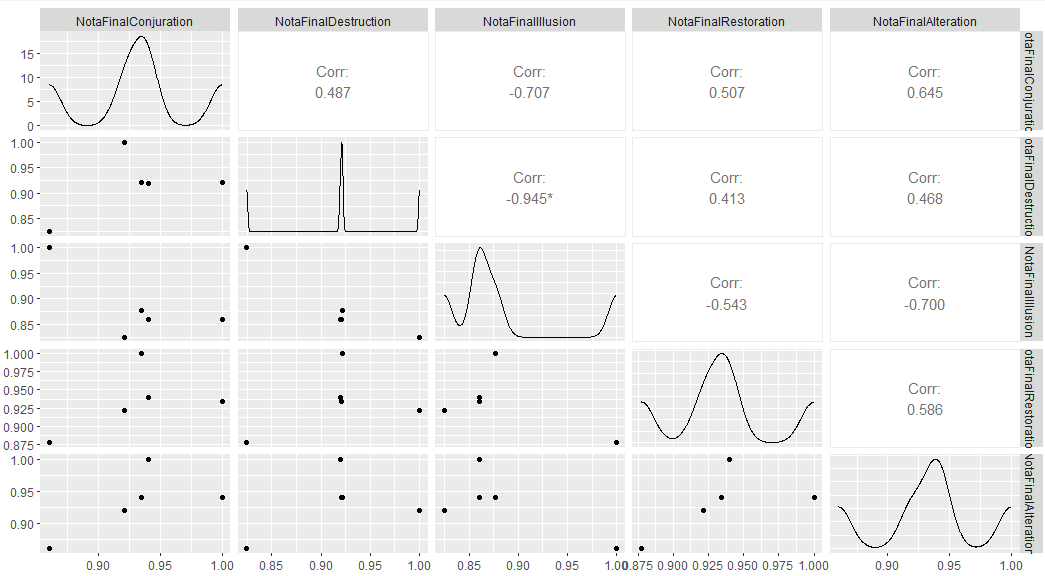 NotaFinalConjuration NotaFinalDestruction NotaFinalIllusion NotaFinalRestoration NotaFinalAlteration
15
10
5
0
Corr:
0.487
Corr:
-0.707
Corr:
0.507
Corr:
0.645
otaFinalConjuratio
1.00
0.95
0.90
0.85
Corr:
-0.945*
Corr:
0.413
Corr:
0.468
otaFinalDestructio
1.00
0.95
0.90
0.85
Corr:
-0.543
Corr:
-0.700
NotaFinalIllusion
1.000
0.975
0.950
0.925
0.900
0.875
Corr:
0.586
otaFinalRestoratio
1.00
0.95
0.90
NotaFinalAlteration
0.90 0.95 1.00 0.85 0.90 0.95 1.00 0.85 0.90 0.95 1.00 0.875 0.900 0.925 0.950 0.975 1.000 0.90 0.95 1.00